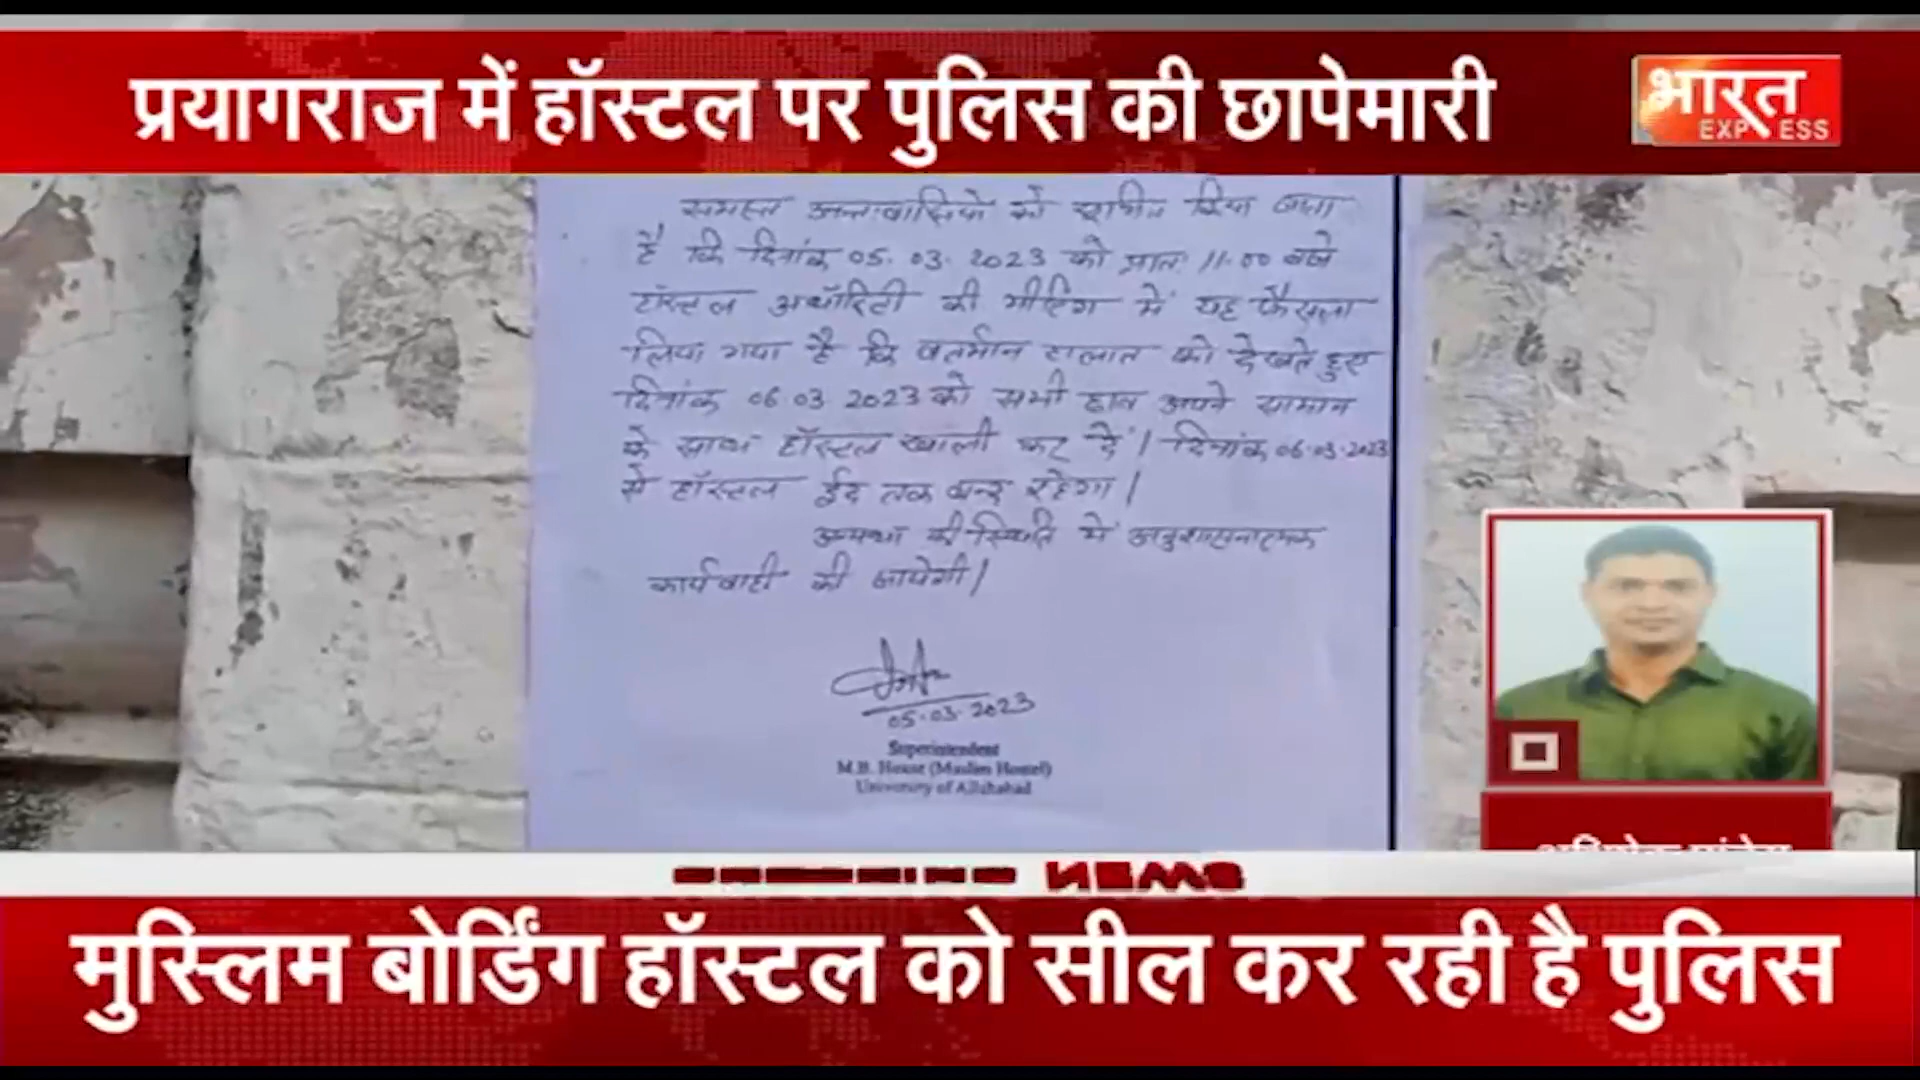 प्रयागराज में हॉस्टल पर पुलिस की छापेमारी
भारत
EXPRESS
समस्त अन्तःवासियो को सूचित किया जाता
है कि दिनांक 05.03.2023 को प्रातः 11.00 बजे
हॉस्टल अथॉरिटी की मीटिंग में यह फैसला
लिया गया है कि वर्तमान हालात को देखते हुए
दिनांक 06.03.2023 को सभी छात्र अपने सामान
के साथ हॉस्टल खाली कर दें। दिनांक 06.03.2023
से हॉस्टल ईद तक बन्द रहेगा।
अन्यथा की स्थिति में अनुशासनात्मक
कार्यवाही की जायेगी।
05.03.2023
Superintendent
M.B. House (Muslim Hostel)
University of Allahabad
NEWS
मुस्लिम बोर्डिंग हॉस्टल को सील कर रही है पुलिस